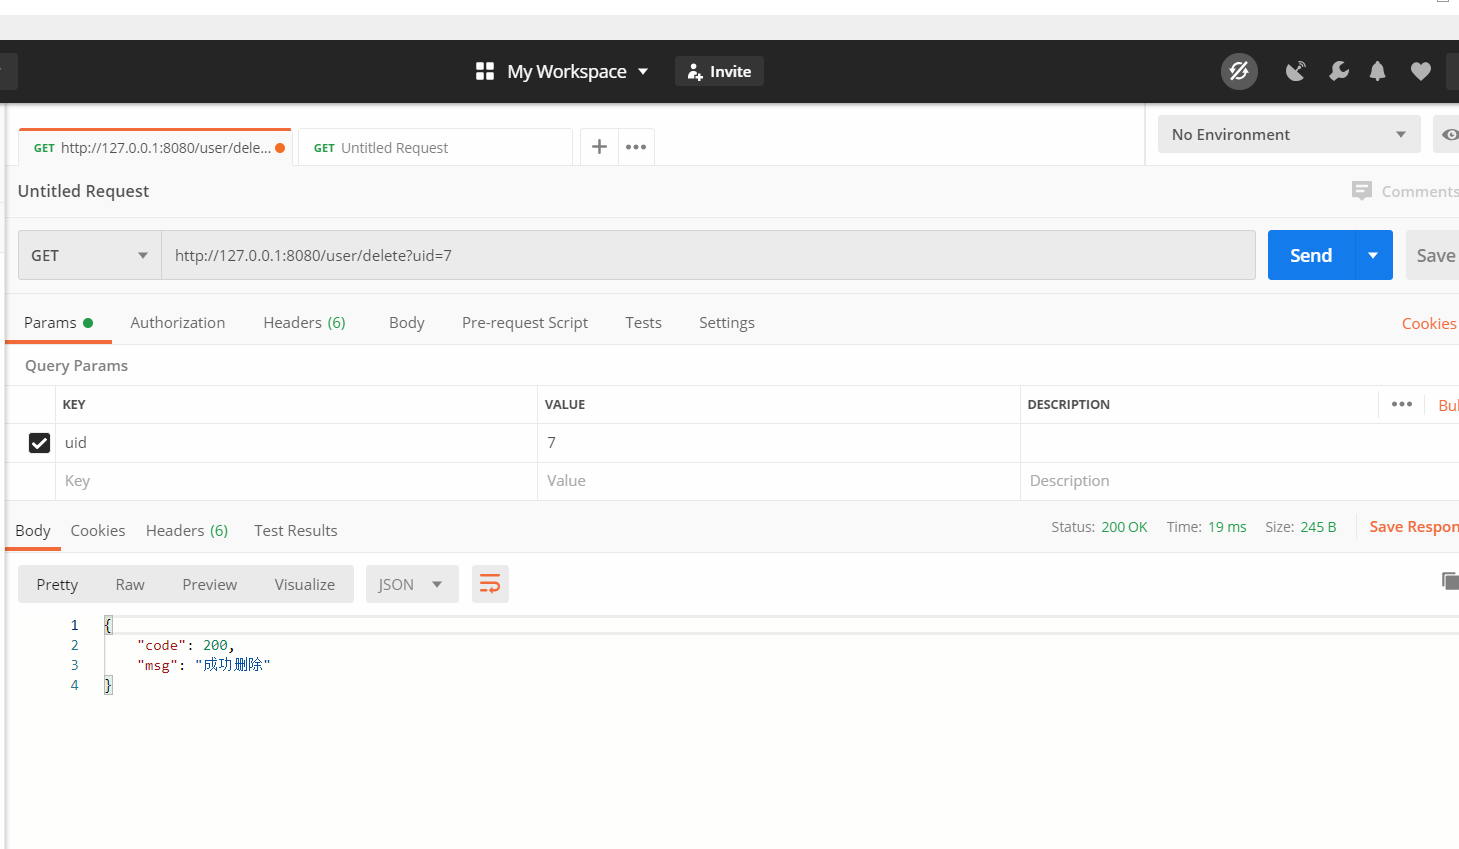 My Workspace
Invite
GET http://127.0.0.1:8080/user/dele...
GET Untitled Request
No Environment
Untitled Request
Comments
GET
http://127.0.0.1:8080/user/delete?uid=7
Send
Save
Params
Authorization
Headers (6)
Body
Pre-request Script
Tests
Settings
Cookies
Query Params
KEY
VALUE
DESCRIPTION
Bul
uid
7
Key
Value
Description
Body
Cookies
Headers (6)
Test Results
Status: 200 OK
Time: 19 ms
Size: 245 B
Save Respon
Pretty
Raw
Preview
Visualize
JSON
1 {
2 "code": 200,
3 "msg": "成功删除"
4 }